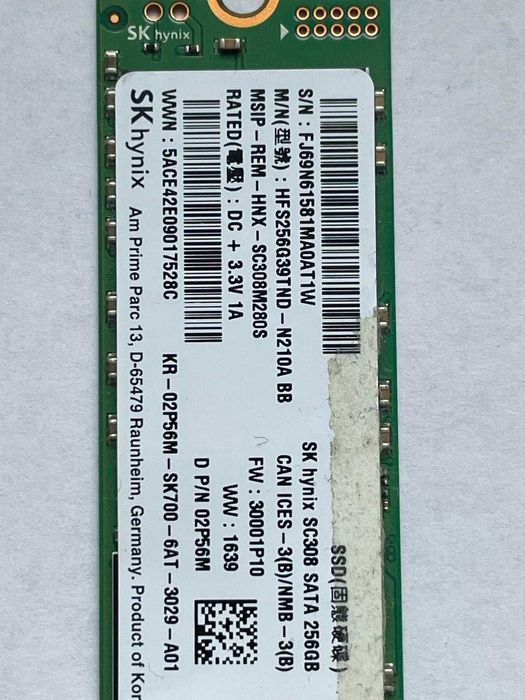 SK hynix
SSD(固態硬碟)
S/N : FJ69N61581MA0AT1W
SK hynix SC308 SATA 256GB
M/N(型號) : HFS256G39TND-N210A BB
CAN ICES-3(B)/NMB-3(B)
MSIP-REM-HNX-SC308M280S
FW : 30001P10
RATED(電壓) : DC + 3.3V 1A
WW : 1639
D P/N 02P56M
WWN : 5ACE42E09017528C
KR-02P56M-SK700-6AT-3029-A01
SK hynix Am Prime Parc 13, D-65479 Raunheim, Germany. Product of Kor